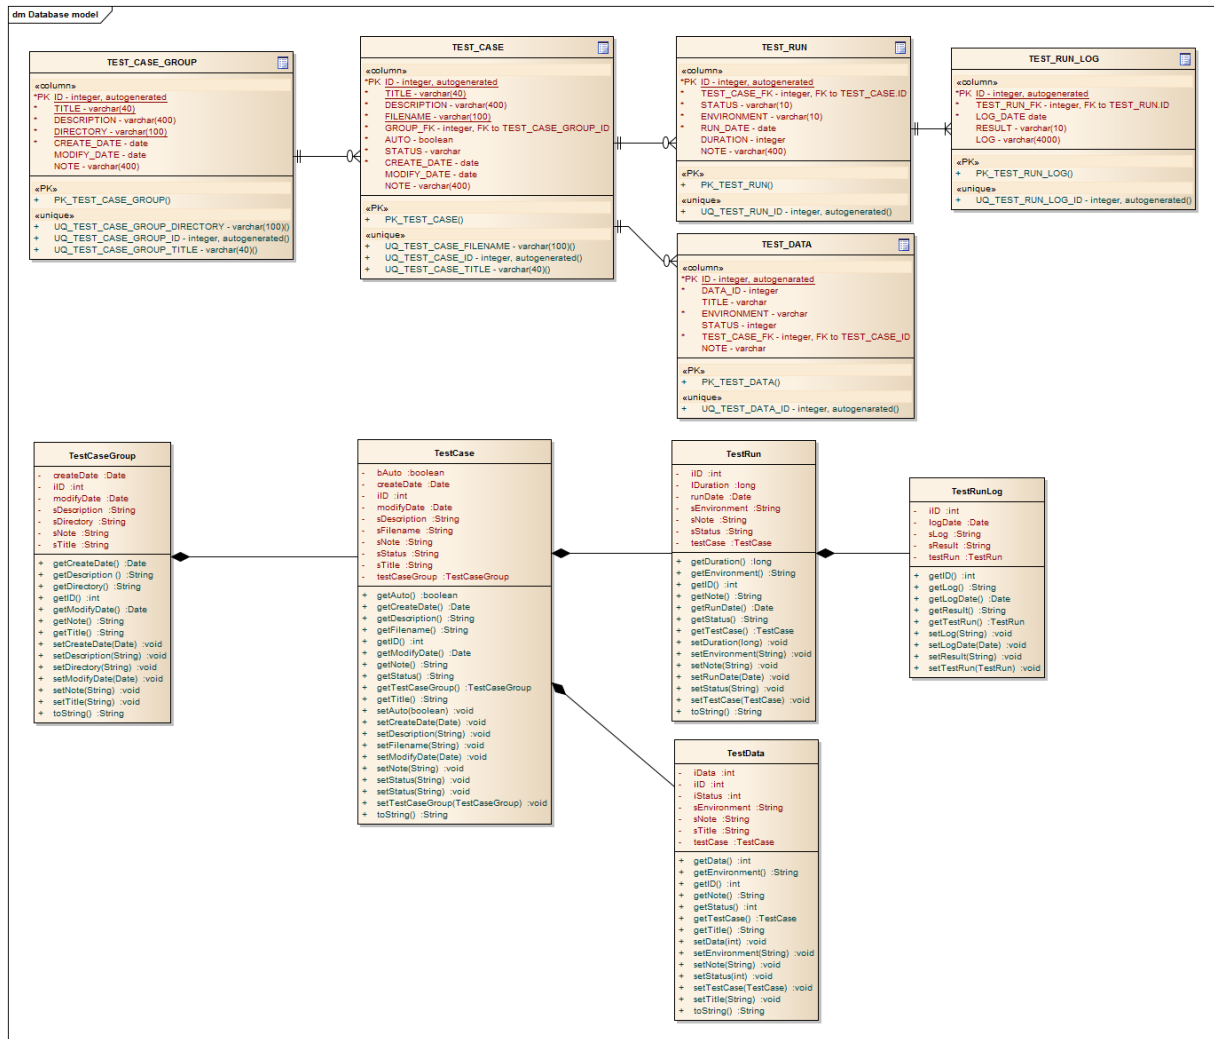 dm Database model
TEST_CASE_GROUP
«column»
*PK ID - integer, autogenerated
* TITLE - varchar(40)
* DESCRIPTION - varchar(400)
* DIRECTORY - varchar(100)
* CREATE_DATE - date
MODIFY_DATE - date
NOTE - varchar(400)
«PK»
+ PK_TEST_CASE_GROUP()
«unique»
+ UQ_TEST_CASE_GROUP_DIRECTORY - varchar(100)()
+ UQ_TEST_CASE_GROUP_ID - integer, autogenerated()
+ UQ_TEST_CASE_GROUP_TITLE - varchar(40)()
TEST_CASE
«column»
*PK ID - integer, autogenerated
* TITLE - varchar(40)
* DESCRIPTION - varchar(400)
* FILENAME - varchar(100)
* GROUP_FK - integer, FK to TEST_CASE_GROUP_ID
* AUTO - boolean
* STATUS - varchar
* CREATE_DATE - date
MODIFY_DATE - date
NOTE - varchar(400)
«PK»
+ PK_TEST_CASE()
«unique»
+ UQ_TEST_CASE_FILENAME - varchar(100)()
+ UQ_TEST_CASE_ID - integer, autogenerated()
+ UQ_TEST_CASE_TITLE - varchar(40)()
TEST_RUN
«column»
*PK ID - integer, autogenerated
* TEST_CASE_FK - integer, FK to TEST_CASE.ID
* STATUS - varchar(10)
* ENVIRONMENT - varchar(10)
* RUN_DATE - date
DURATION - integer
NOTE - varchar(400)
«PK»
+ PK_TEST_RUN()
«unique»
+ UQ_TEST_RUN_ID - integer, autogenerated()
TEST_RUN_LOG
«column»
*PK ID - integer, autogenerated
* TEST_RUN_FK - integer, FK to TEST_RUN.ID
* LOG_DATE date
RESULT - varchar(10)
LOG - varchar(4000)
«PK»
+ PK_TEST_RUN_LOG()
«unique»
+ UQ_TEST_RUN_LOG_ID - integer, autogenerated()
TEST_DATA
«column»
*PK ID - integer, autogenarated
* DATA_ID - integer
TITLE - varchar
* ENVIRONMENT - varchar
STATUS - integer
* TEST_CASE_FK - integer, FK to TEST_CASE_ID
NOTE - varchar
«PK»
+ PK_TEST_DATA()
«unique»
+ UQ_TEST_DATA_ID - integer, autogenarated()
TestCaseGroup
- createDate :Date
- iID :int
- modifyDate :Date
- sDescription :String
- sDirectory :String
- sNote :String
- sTitle :String
+ getCreateDate() :Date
+ getDescription () :String
+ getDirectory() :String
+ getID() :int
+ getModifyDate() :Date
+ getNote() :String
+ getTitle() :String
+ setCreateDate(Date) :void
+ setDescription(String) :void
+ setDirectory(String) :void
+ setModifyDate(Date) :void
+ setNote(String) :void
+ setTitle(String) :void
+ toString() :String
TestCase
- bAuto :boolean
- createDate :Date
- iID :int
- modifyDate :Date
- sDescription :String
- sFilename :String
- sNote :String
- sStatus :String
- sTitle :String
- testCaseGroup :TestCaseGroup
+ getAuto() :boolean
+ getCreateDate() :Date
+ getDescription() :String
+ getFilename() :String
+ getID() :int
+ getModifyDate() :Date
+ getNote() :String
+ getStatus() :String
+ getTestCaseGroup() :TestCaseGroup
+ getTitle() :String
+ setAuto(boolean) :void
+ setCreateDate(Date) :void
+ setDescription(String) :void
+ setFilename(String) :void
+ setModifyDate(Date) :void
+ setNote(String) :void
+ setStatus(String) :void
+ setStatus(String) :void
+ setTestCaseGroup(TestCaseGroup) :void
+ toString() :String
TestRun
- iID :int
- lDuration :long
- runDate :Date
- sEnvironment :String
- sNote :String
- sStatus :String
- testCase :TestCase
+ getDuration() :long
+ getEnvironment() :String
+ getID() :int
+ getNote() :String
+ getRunDate() :Date
+ getStatus() :String
+ getTestCase() :TestCase
+ setDuration(long) :void
+ setEnvironment(String) :void
+ setNote(String) :void
+ setRunDate(Date) :void
+ setStatus(String) :void
+ setTestCase(TestCase) :void
+ toString() :String
TestRunLog
- iID :int
- logDate :Date
- sLog :String
- sResult :String
- testRun :TestRun
+ getID() :int
+ getLog() :String
+ getLogDate() :Date
+ getResult() :String
+ getTestRun() :TestRun
+ setLog(String) :void
+ setLogDate(Date) :void
+ setResult(String) :void
+ setTestRun(TestRun) :void
TestData
- iData :int
- iID :int
- iStatus :int
- sEnvironment :String
- sNote :String
- sTitle :String
- testCase :TestCase
+ getData() :int
+ getEnvironment() :String
+ getID() :int
+ getNote() :String
+ getStatus() :int
+ getTestCase() :TestCase
+ getTitle() :String
+ setData(int) :void
+ setEnvironment(String) :void
+ setNote(String) :void
+ setStatus(int) :void
+ setTestCase(TestCase) :void
+ setTitle(String) :void
+ toString() :String